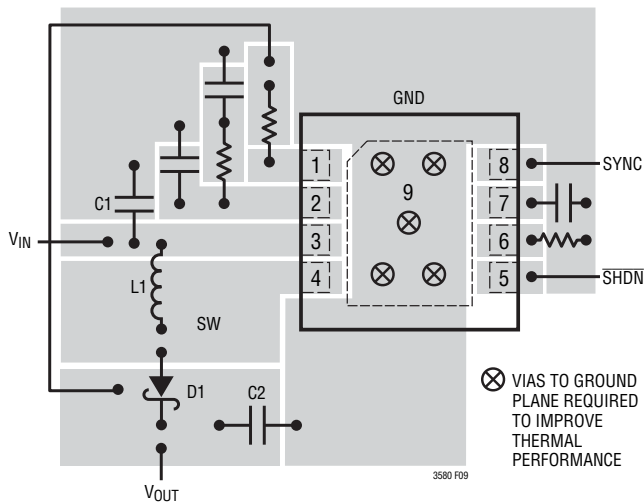 GND
1
8
SYNC
9
C1
2
7
VIN
3
6
L1
4
5
S̅H̅D̅N̅
SW
D1
C2
VIAS TO GROUND
PLANE REQUIRED
TO IMPROVE
THERMAL
PERFORMANCE
3580 F09
VOUT